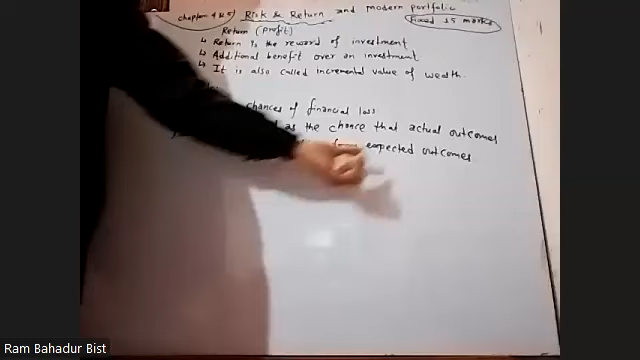 chapter 4 & 5) Risk & Return and modern portfolio
Fixed 15 marks
Return (Profit)
↳ Return is the reward of investment
↳ Additional benefit over an investment
↳ It is also called incremental value of wealth.
chances of financial loss
as the chance that actual outcomes
from expected outcomes.
Ram Bahadur Bist